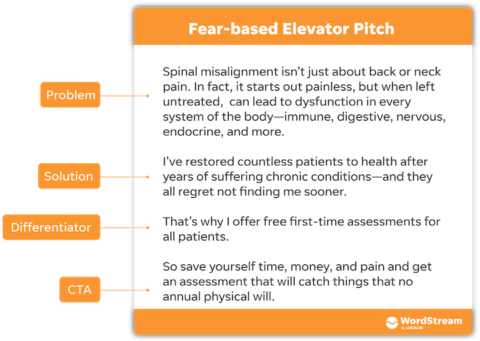 Fear-based Elevator Pitch
Problem
Spinal misalignment isn't just about back or neck
pain. In fact, it starts out painless, but when left
untreated,  can lead to dysfunction in every
system of the body—immune, digestive, nervous,
endocrine, and more.
Solution
I've restored countless patients to health after
years of suffering chronic conditions—and they
all regret not finding me sooner.
Differentiator
That's why I offer free first-time assessments for
all patients.
CTA
So save yourself time, money, and pain and get
an assessment that will catch things that no
annual physical will.
WordStream
by LOCALiQ